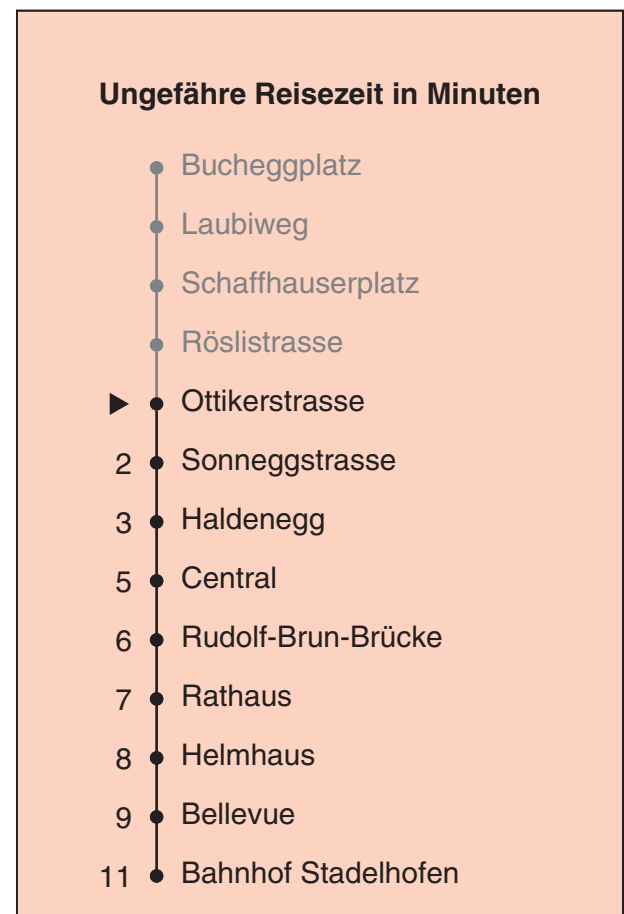 Ungefähre Reisezeit in Minuten
Bucheggplatz
Laubiweg
Schaffhauserplatz
Röslistrasse
Ottikerstrasse
2 Sonneggstrasse
3 Haldenegg
5 Central
6 Rudolf-Brun-Brücke
7 Rathaus
8 Helmhaus
9 Bellevue
11 Bahnhof Stadelhofen